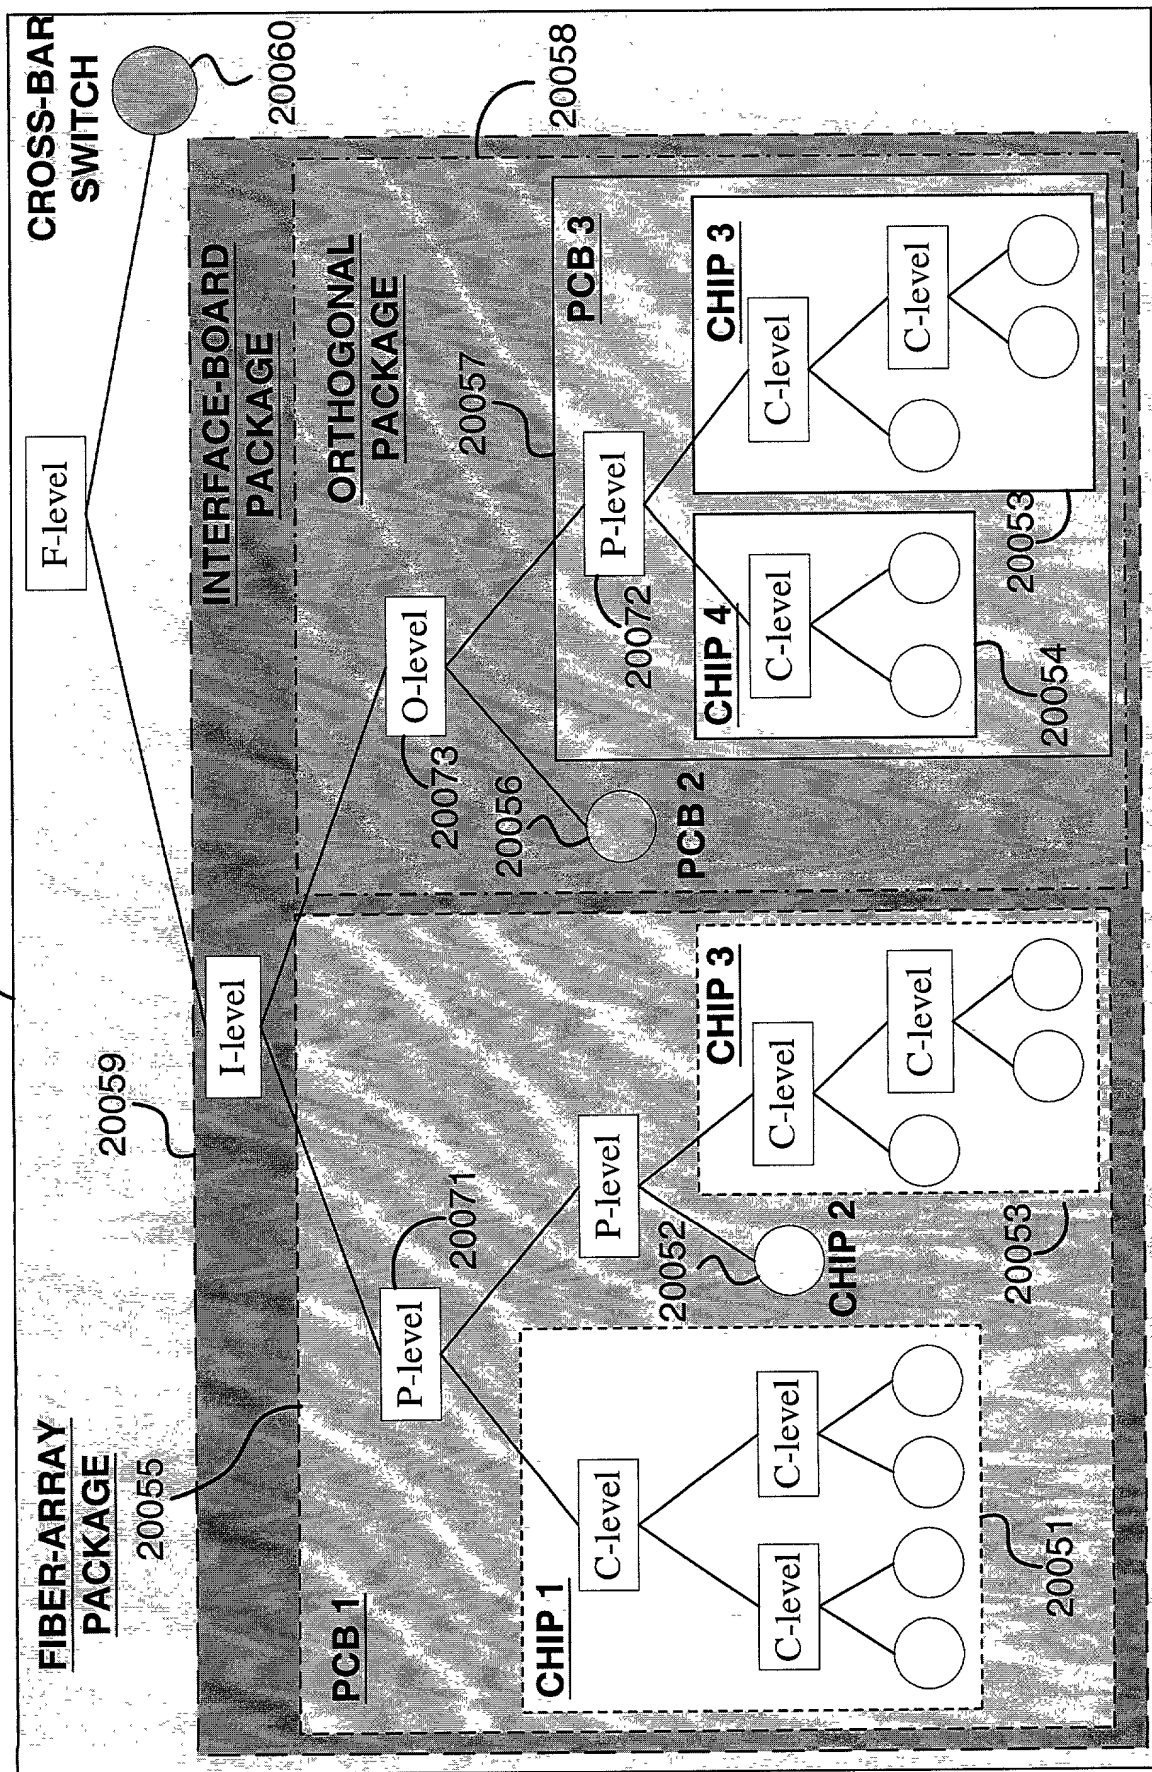 FIBER-ARRAY
PACKAGE
20055
20059
F-level
CROSS-BAR
SWITCH
20060
I-level
INTERFACE-BOARD
PACKAGE
20058
PCB 1
P-level
20071
O-level
20073
ORTHOGONAL
PACKAGE
20057
CHIP 1
C-level
C-level
C-level
20051
P-level
20052
CHIP 2
CHIP 3
C-level
C-level
20053
20056
PCB 2
PCB 3
P-level
20072
CHIP 4
C-level
20054
CHIP 3
C-level
C-level
20053